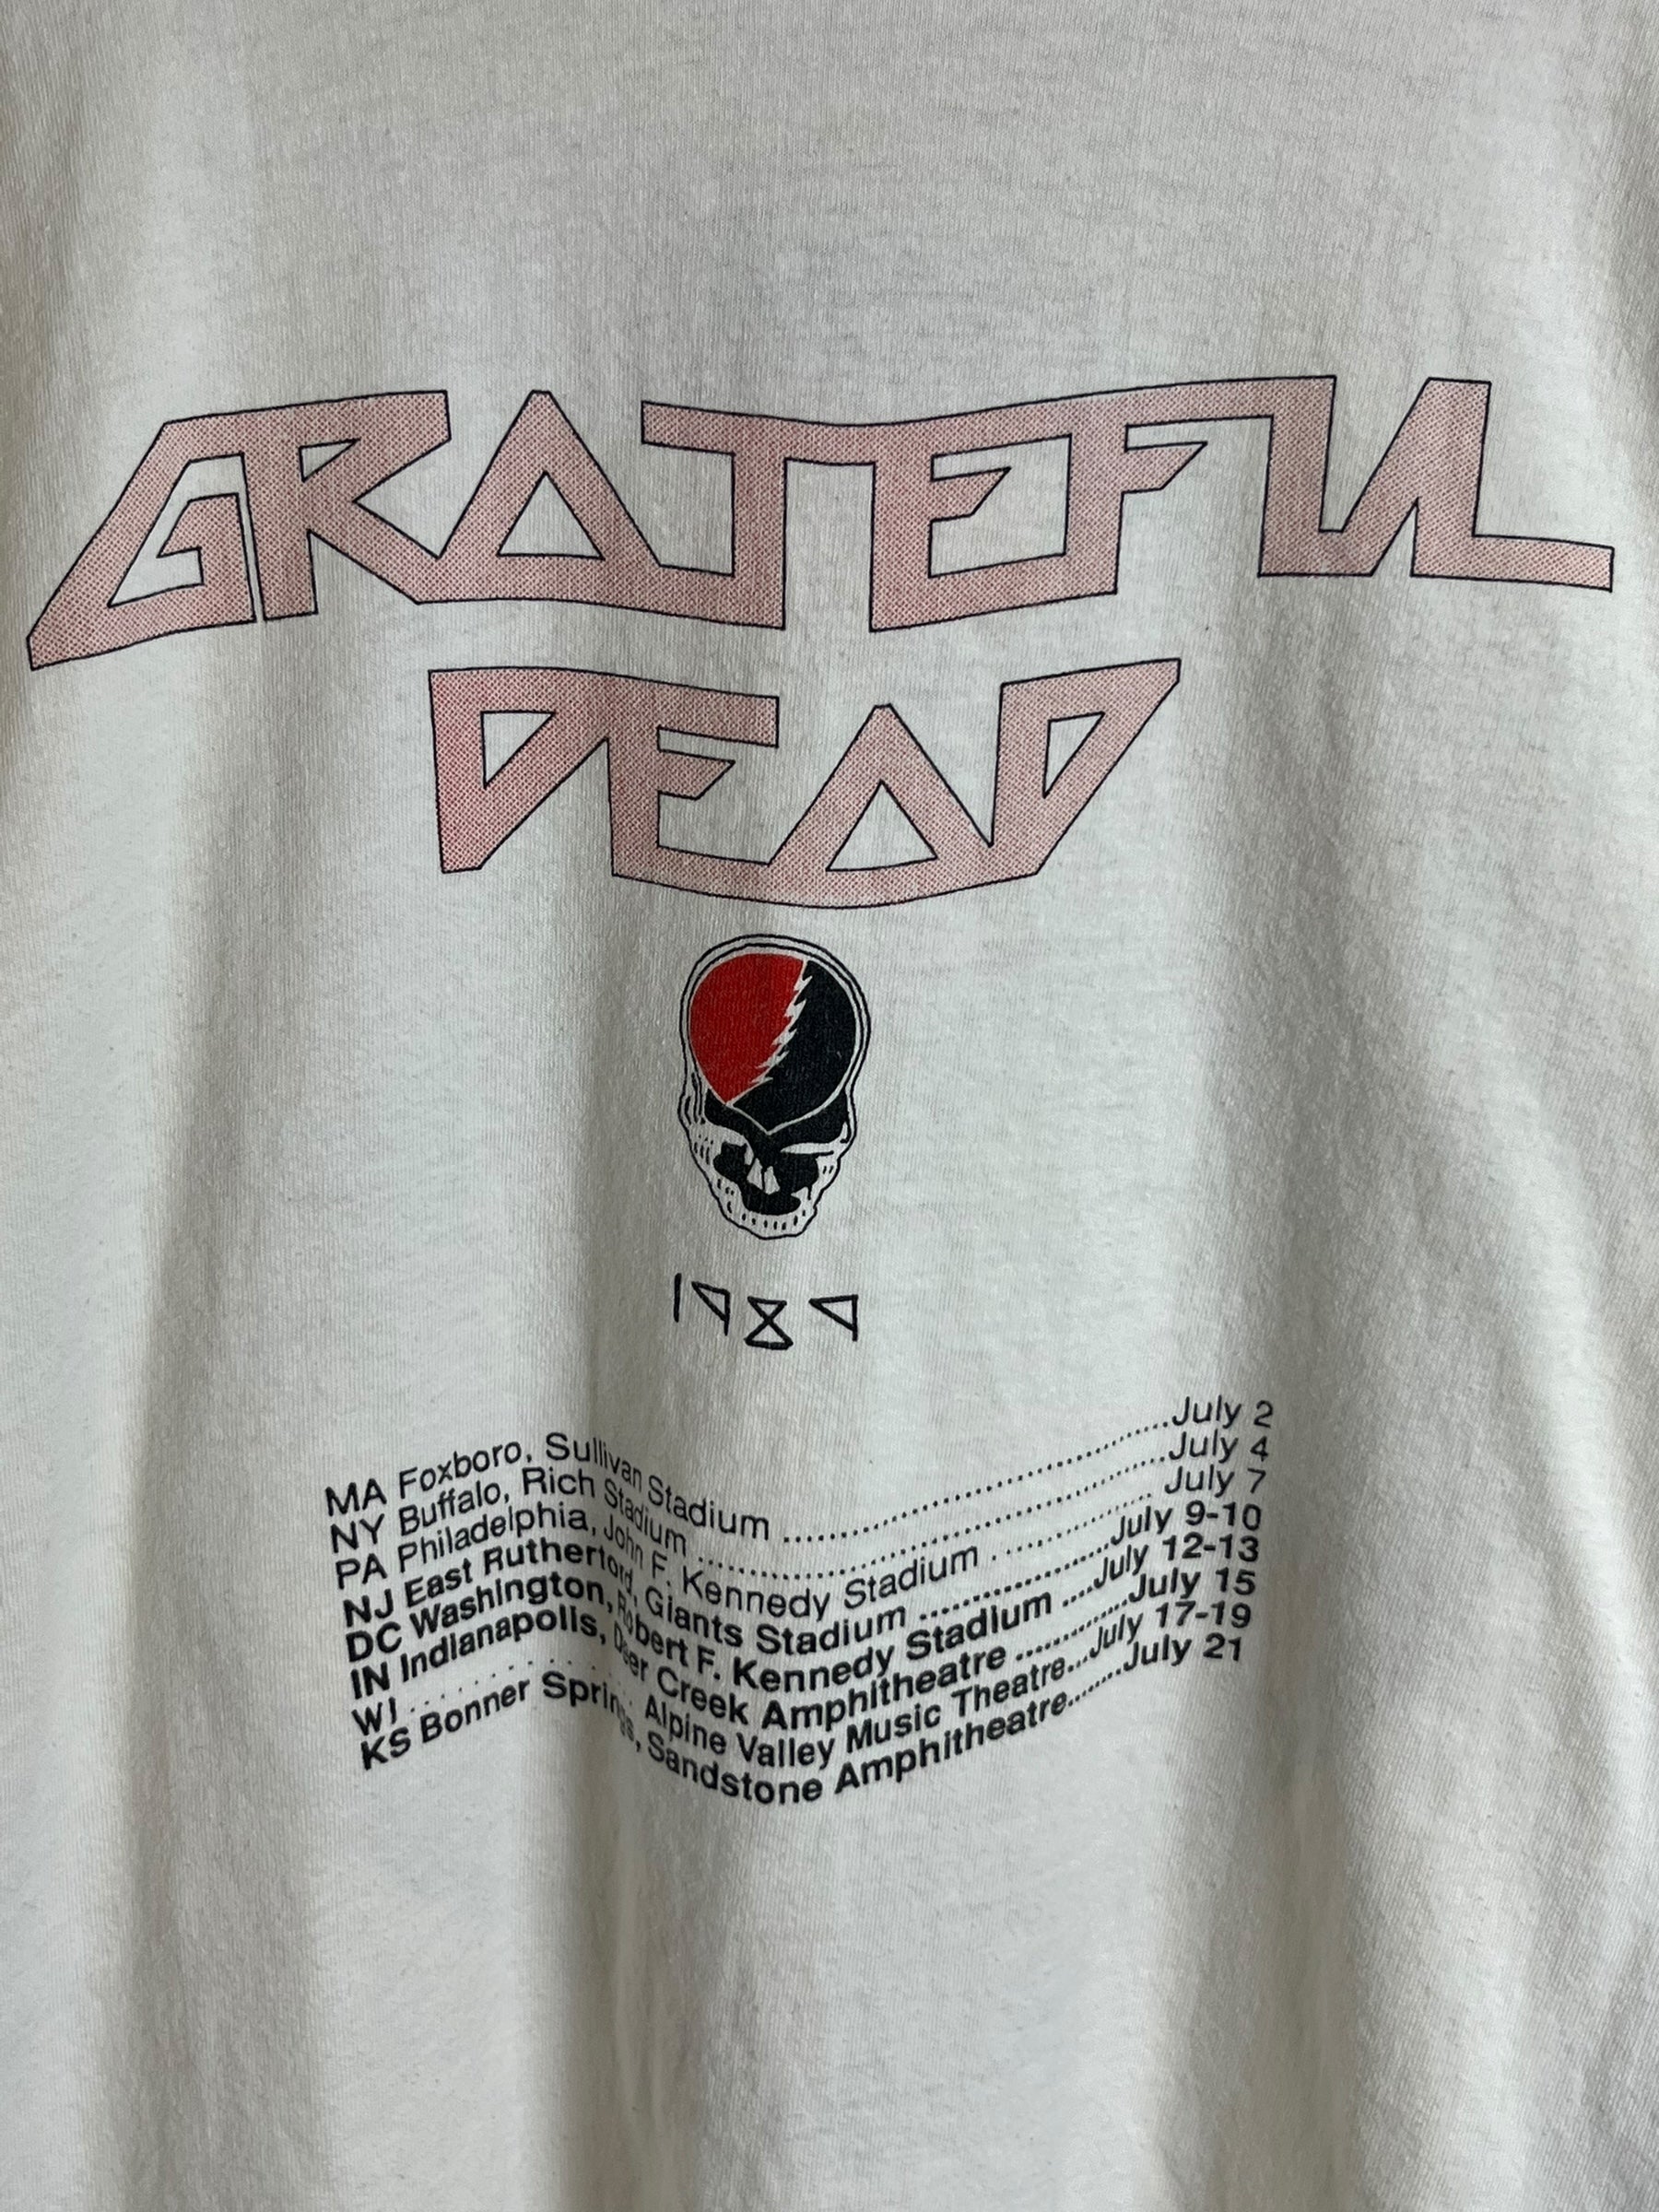 GRATEFUL
DEAD
1989
MA Foxboro, Sullivan Stadium ........................................July 2
NY Buffalo, Rich Stadium ................................................July 4
PA Philadelphia, John F. Kennedy Stadium ................ July 7
NJ East Rutherford, Giants Stadium ......................July 9-10
DC Washington, Robert F. Kennedy Stadium ....July 12-13
IN Indianapolis, Deer Creek Amphitheatre ............July 15
WI .............. Alpine Valley Music Theatre...July 17-19
KS Bonner Springs, Sandstone Amphitheatre........July 21